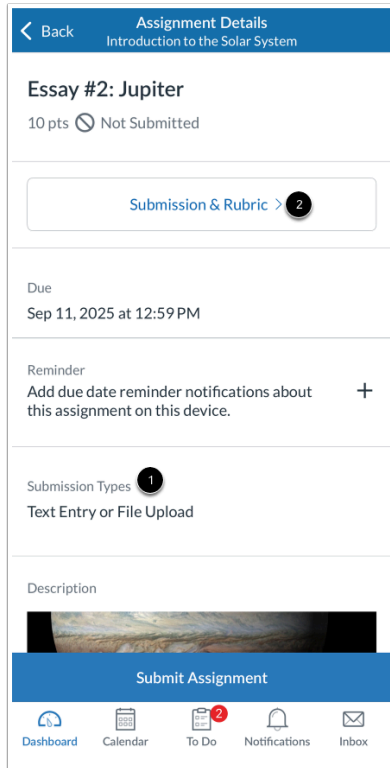 Back
Assignment Details
Introduction to the Solar System
Essay #2: Jupiter
10 pts Not Submitted
Submission & Rubric > 2
Due
Sep 11, 2025 at 12:59 PM
Reminder
Add due date reminder notifications about
this assignment on this device.
+
Submission Types 1
Text Entry or File Upload
Description
Submit Assignment
2
Dashboard Calendar To Do Notifications Inbox